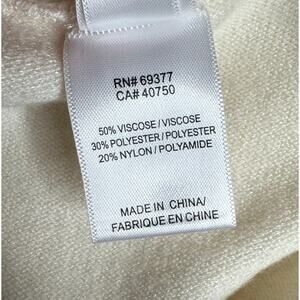 RN# 69377
CA# 40750
50% VISCOSE / VISCOSE
30% POLYESTER / POLYESTER
20% NYLON / POLYAMIDE
MADE IN CHINA/
FABRIQUE EN CHINE